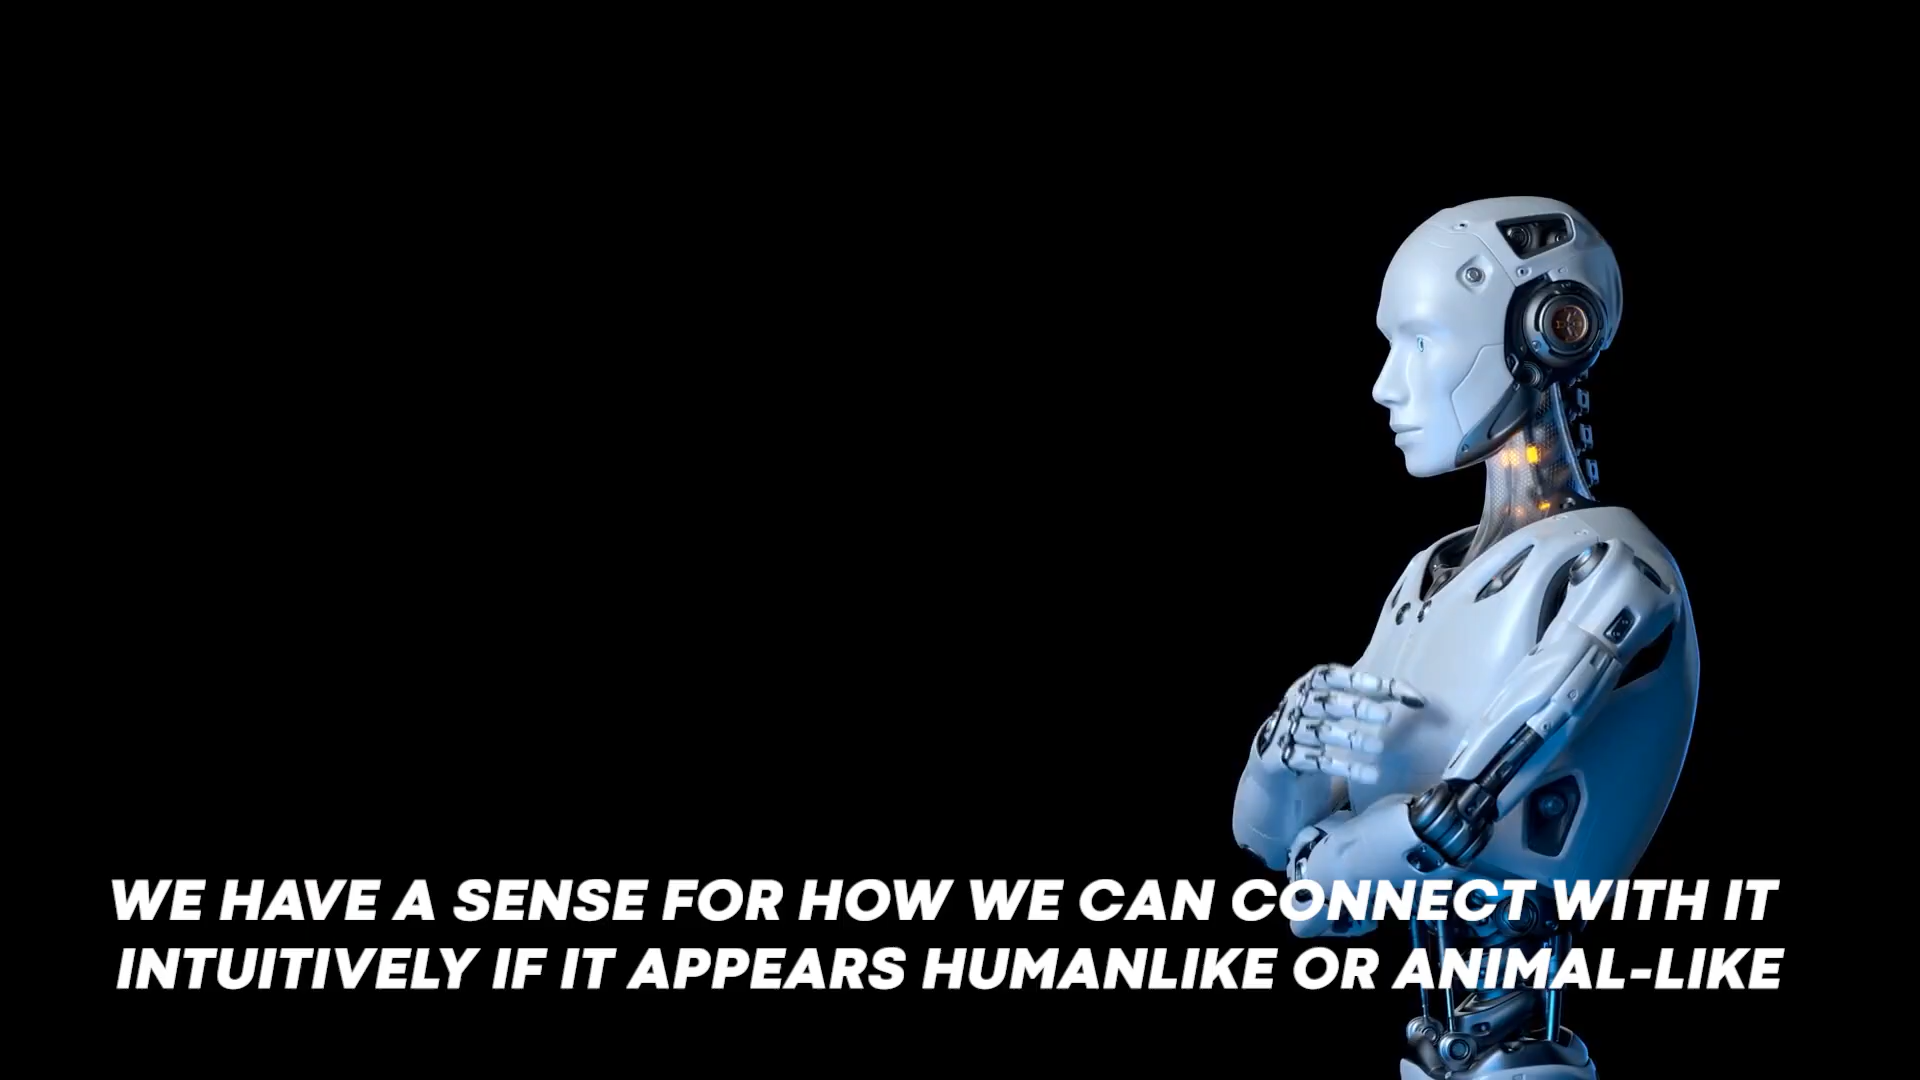 WE HAVE A SENSE FOR HOW WE CAN CONNECT WITH IT
INTUITIVELY IF IT APPEARS HUMANLIKE OR ANIMAL-LIKE